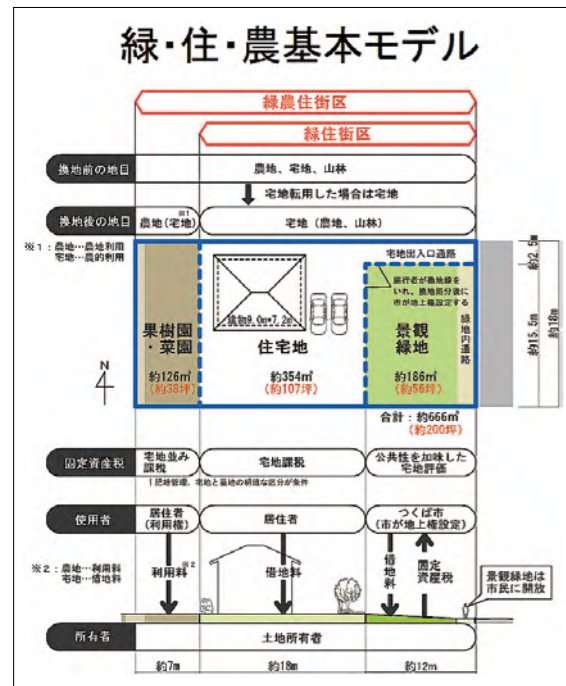 緑・住・農基本モデル
緑農住街区
緑住街区
換地前の地目
農地、宅地、山林
宅地転用した場合は宅地
換地後の地目
農地(宅地)
※1
宅地(農地、山林)
※1:農地…農地利用
宅地…農的利用
宅地出入口通路
施行者が換地線を
いれ、換地処分後に
市が地上権設定する
建物9.0m*7.2m
果樹園
・菜園
住宅地
景観
緑地
緑地内通路
約126㎡
(約38坪)
約354㎡
(約107坪)
約186㎡
(約56坪)
N
約2.5m
約15.5m
約18m
合計:約666㎡
(約200坪)
固定資産税
宅地並み
課税
宅地課税
公共性を加味した
宅地評価
肥培管理、宅地と農地の明確な区分が条件
使用者
居住者
(利用権)
居住者
つくば市
(市が地上権設定)
※2:農地…利用料
宅地…借地料
利用料
※2
借地料
借地料
固定
資産税
景観緑地は
市民に開放
所有者
土地所有者
約7m
約18m
約12m